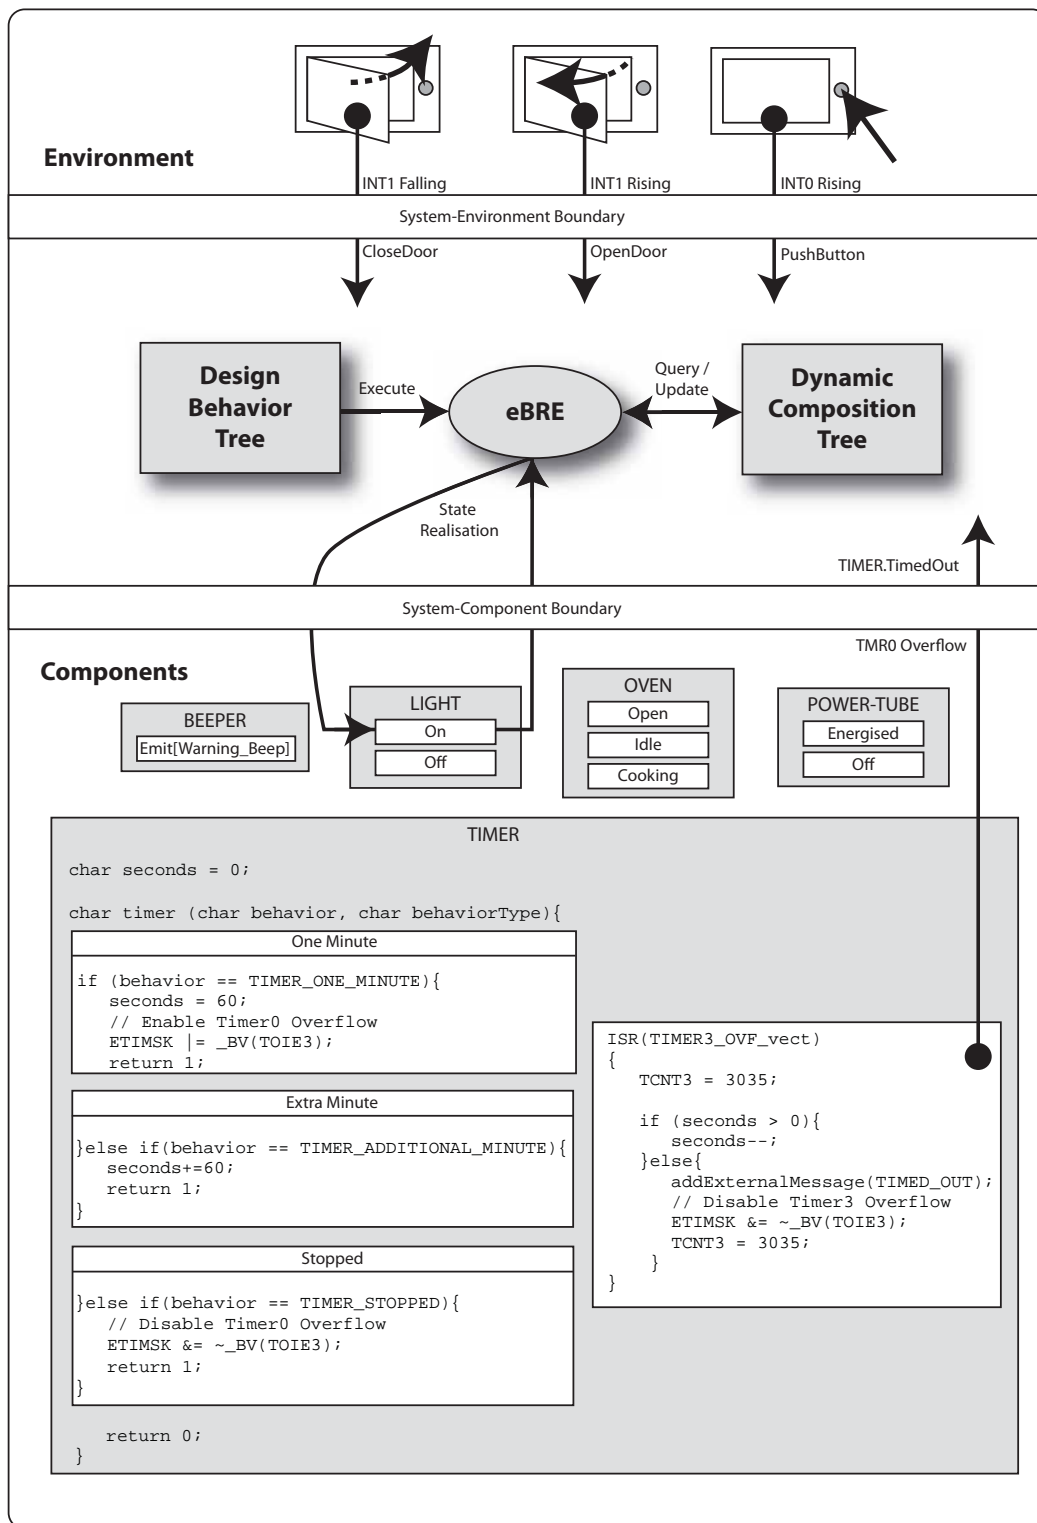 Environment
INT1 Falling
INT1 Rising
INT0 Rising
System-Environment Boundary
CloseDoor
OpenDoor
PushButton
Design
Behavior
Tree
Execute
eBRE
Query /
Update
Dynamic
Composition
Tree
State
Realisation
TIMER.TimedOut
System-Component Boundary
TMR0 Overflow
Components
BEEPER
Emit[Warning_Beep]
LIGHT
On
Off
OVEN
Open
Idle
Cooking
POWER-TUBE
Energised
Off
TIMER
char seconds = 0;
char timer (char behavior, char behaviorType){
One Minute
if (behavior == TIMER_ONE_MINUTE){
seconds = 60;
// Enable Timer0 Overflow
ETIMSK |= _BV(TOIE3);
return 1;
Extra Minute
}else if(behavior == TIMER_ADDITIONAL_MINUTE){
seconds+=60;
return 1;
}
Stopped
}else if(behavior == TIMER_STOPPED){
// Disable Timer0 Overflow
ETIMSK &= ~_BV(TOIE3);
return 1;
}
return 0;
}
ISR(TIMER3_OVF_vect)
{
TCNT3 = 3035;
if (seconds > 0){
seconds--;
}else{
addExternalMessage(TIMED_OUT);
// Disable Timer3 Overflow
ETIMSK &= ~_BV(TOIE3);
TCNT3 = 3035;
}
}